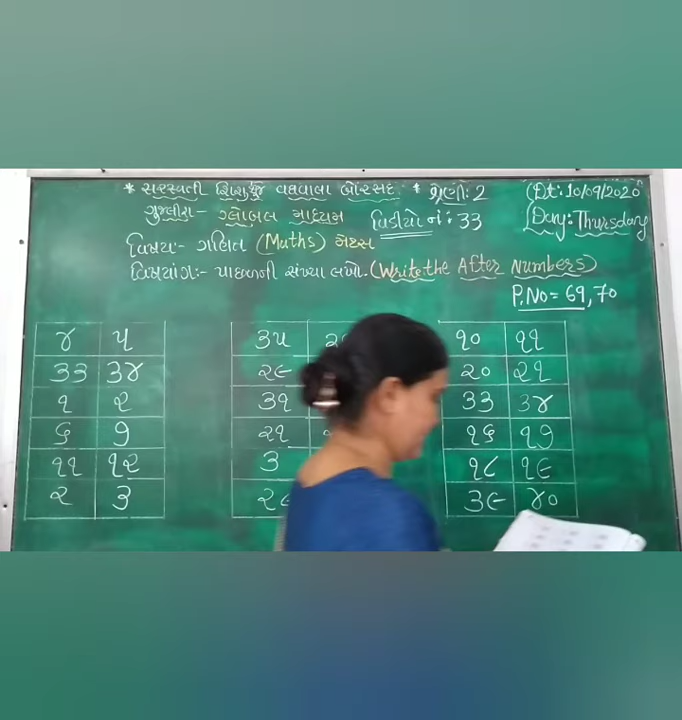 * સરસ્વતી શિશુકુંજ વઘવાલા બોરસદ. * શ્રેણી: 2
(Dt: 10/09/2020
ગુજલીશ - ગ્લોબલ માધ્યમ વિડીયો નં: 33
(Day: Thursday
વિષય:- ગણિત (Maths) મેથ્સ
વિષયાંગ:- પાછળની સંખ્યા લખો. (Write the After Numbers)
P.No= 69, 70
૪ ૫ ૩૫ ૧૦ ૧૧
૩૩ ૩૪ ૨૯ ૨૦ ૨૧
૧ ૨ ૩૧ ૩૩ ૩૪
૬ ૭ ૨૧ ૧૬ ૧૭
૧૧ ૧૨ ૩ ૧૮ ૧૯
૨ ૩ ૩૯ ૪૦